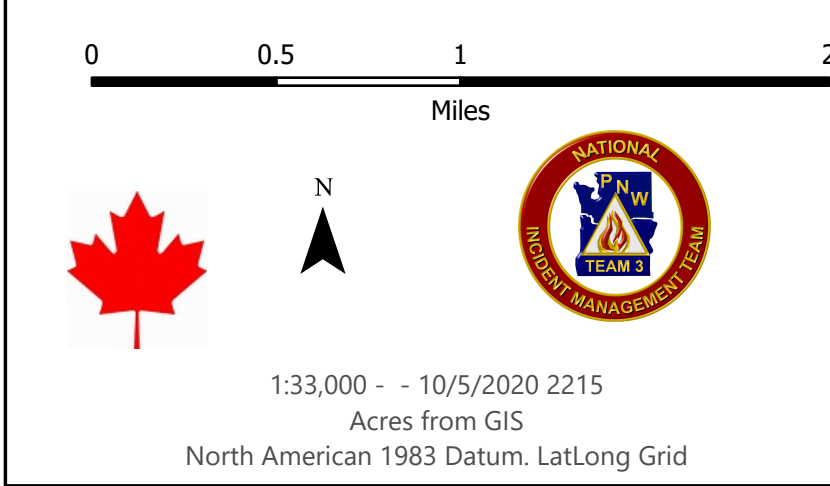 0 0.5 1 2
Miles
N
NATIONAL
PNW
TEAM 3
INCIDENT MANAGEMENT TEAM
1:33,000 - - 10/5/2020 2215
Acres from GIS
North American 1983 Datum. LatLong Grid